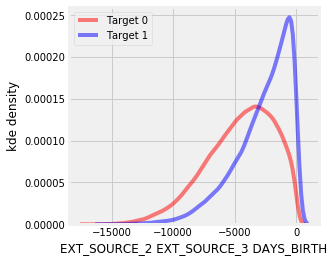 Target 0
Target 1
0.00025
0.00020
0.00015
0.00010
0.00005
0.00000
kde density
−15000 −10000 −5000 0
EXT_SOURCE_2 EXT_SOURCE_3 DAYS_BIRTH